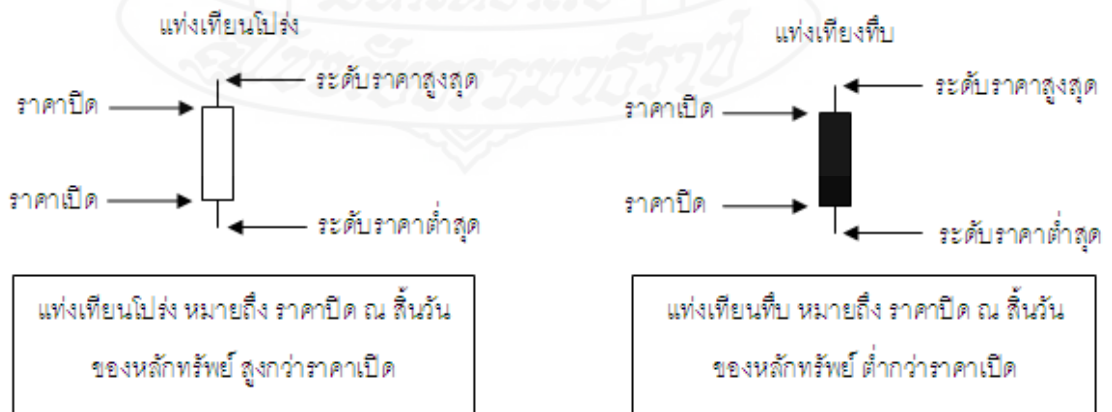 แท่งเทียนโปร่ง
ระดับราคาสูงสุด
ราคาปิด
ราคาเปิด
ระดับราคาต่ำสุด
แท่งเทียนโปร่ง หมายถึง ราคาปิด ณ สิ้นวัน
ของหลักทรัพย์ สูงกว่าราคาเปิด
แท่งเทียงทึบ
ระดับราคาสูงสุด
ราคาเปิด
ราคาปิด
ระดับราคาต่ำสุด
แท่งเทียนทึบ หมายถึง ราคาปิด ณ สิ้นวัน
ของหลักทรัพย์ ต่ำกว่าราคาเปิด